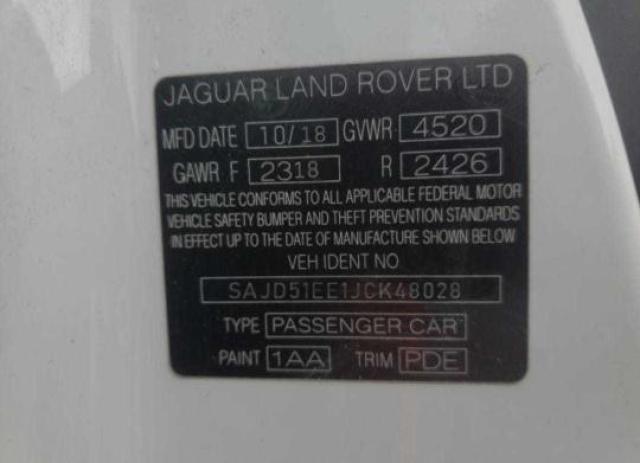 JAGUAR LAND ROVER LTD
MFD DATE 10/18 GVWR 4520
GAWR F 2318 R 2426
THIS VEHICLE CONFORMS TO ALL APPLICABLE FEDERAL MOTOR
VEHICLE SAFETY BUMPER AND THEFT PREVENTION STANDARDS
IN EFFECT UP TO THE DATE OF MANUFACTURE SHOWN BELOW
VEH IDENT NO
SAJD51EE1JCK48028
TYPE PASSENGER CAR
PAINT 1AA TRIM PDE